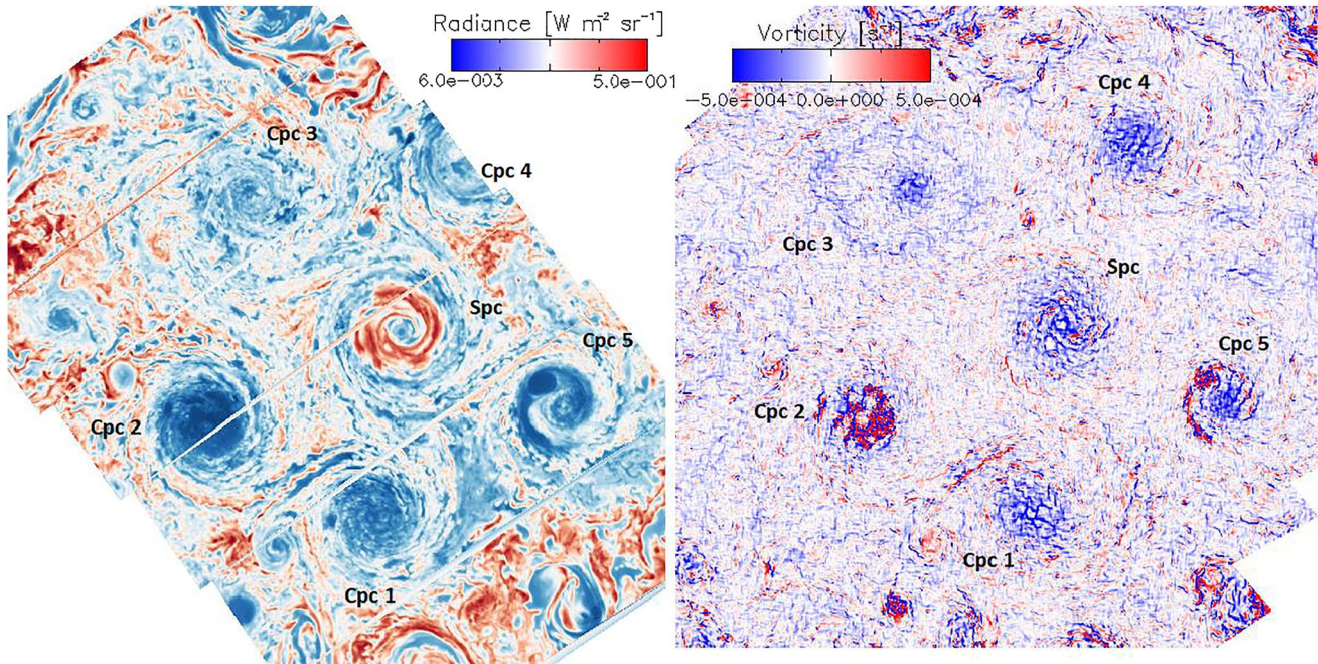 Radiance [W m⁻² sr⁻¹]
6.0e−003 5.0e−001
Cpc 3
Cpc 4
Spc
Cpc 5
Cpc 2
Cpc 1
Vorticity [s⁻¹]
−5.0e−004 0.0e+000 5.0e−004
Cpc 4
Cpc 3
Spc
Cpc 5
Cpc 2
Cpc 1